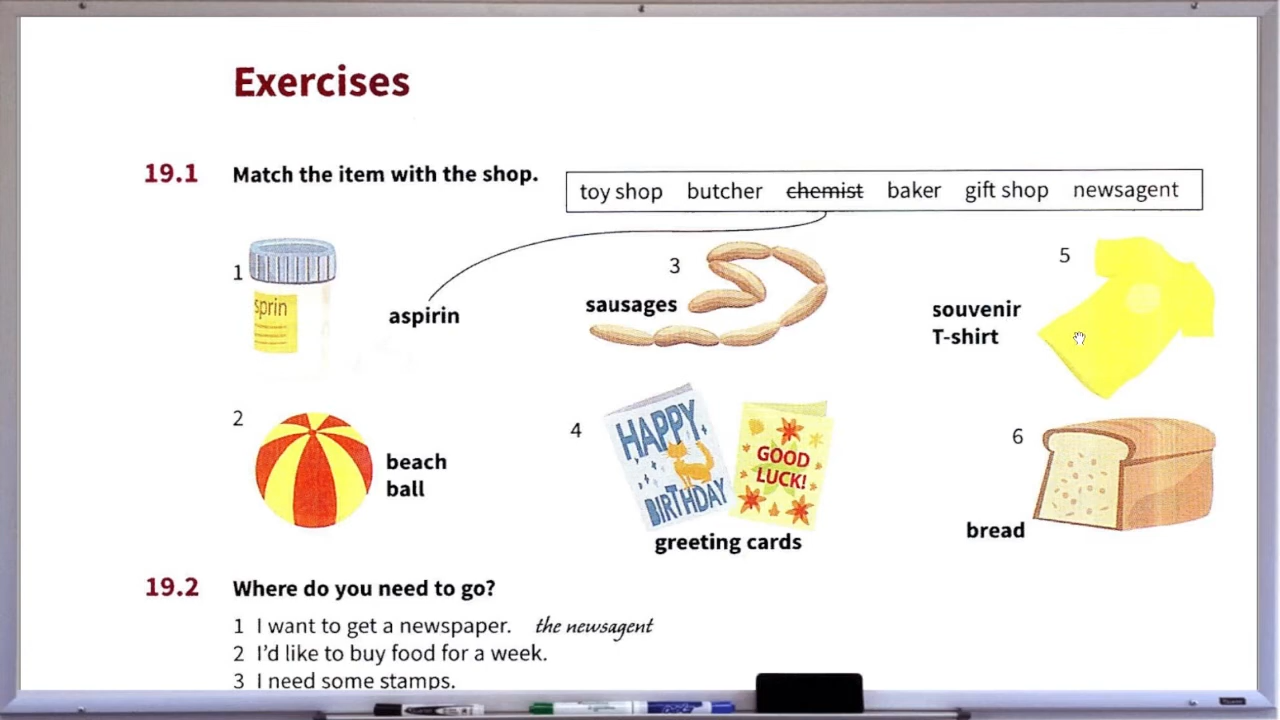 Exercises
19.1 Match the item with the shop.
toy shop butcher chemist baker gift shop newsagent
1
sprin
aspirin
3
sausages
5
souvenir
T-shirt
2
beach
ball
4
HAPPY
BIRTHDAY
GOOD
LUCK!
greeting cards
6
bread
19.2 Where do you need to go?
1 I want to get a newspaper. the newsagent
2 I'd like to buy food for a week.
3 I need some stamps.